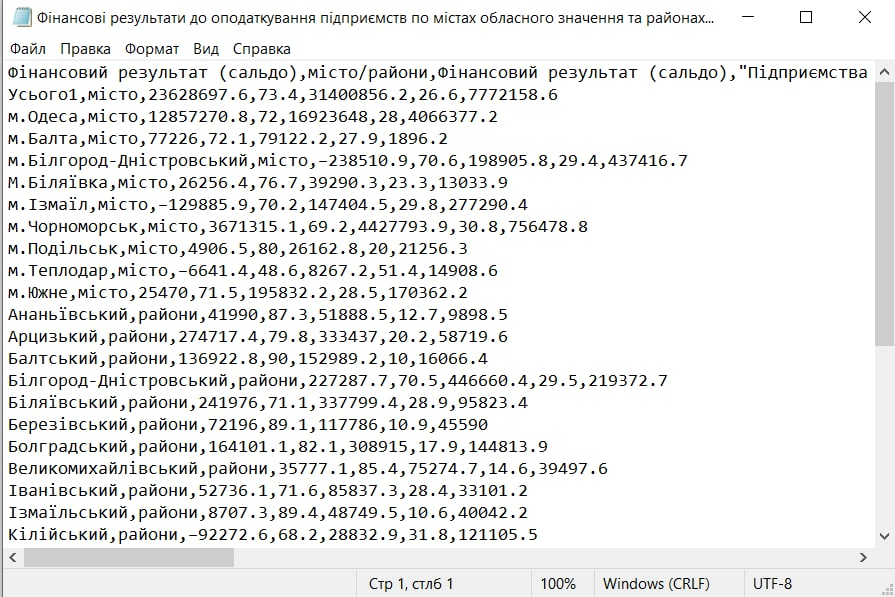 Фінансові результати до оподаткування підприємств по містах обласного значення та районах...
Файл Правка Формат Вид Справка
Фінансовий результат (сальдо),місто/райони,Фінансовий результат (сальдо),"Підприємства
Усього1,місто,23628697.6,73.4,31400856.2,26.6,7772158.6
м.Одеса,місто,12857270.8,72,16923648,28,4066377.2
м.Балта,місто,77226,72.1,79122.2,27.9,1896.2
м.Білгород-Дністровський,місто,–238510.9,70.6,198905.8,29.4,437416.7
М.Біляївка,місто,26256.4,76.7,39290.3,23.3,13033.9
м.Ізмаїл,місто,–129885.9,70.2,147404.5,29.8,277290.4
м.Чорноморськ,місто,3671315.1,69.2,4427793.9,30.8,756478.8
м.Подільськ,місто,4906.5,80,26162.8,20,21256.3
м.Теплодар,місто,–6641.4,48.6,8267.2,51.4,14908.6
м.Южне,місто,25470,71.5,195832.2,28.5,170362.2
Ананьївський,райони,41990,87.3,51888.5,12.7,9898.5
Арцизький,райони,274717.4,79.8,333437,20.2,58719.6
Балтський,райони,136922.8,90,152989.2,10,16066.4
Білгород-Дністровський,райони,227287.7,70.5,446660.4,29.5,219372.7
Біляївський,райони,241976,71.1,337799.4,28.9,95823.4
Березівський,райони,72196,89.1,117786,10.9,45590
Болградський,райони,164101.1,82.1,308915,17.9,144813.9
Великомихайлівський,райони,35777.1,85.4,75274.7,14.6,39497.6
Іванівський,райони,52736.1,71.6,85837.3,28.4,33101.2
Ізмаїльський,райони,8707.3,89.4,48749.5,10.6,40042.2
Кілійський,райони,–92272.6,68.2,28832.9,31.8,121105.5
Стр 1, стлб 1 100% Windows (CRLF) UTF-8